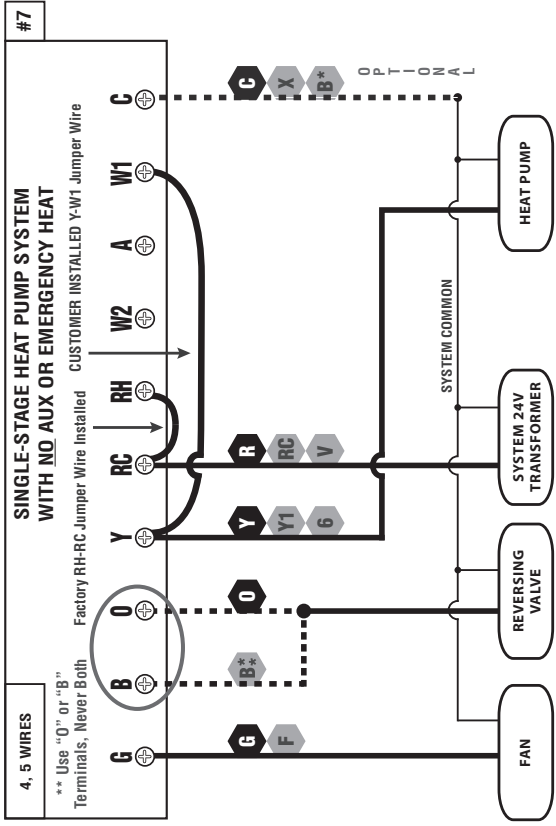 #7
SINGLE-STAGE HEAT PUMP SYSTEM
WITH NO AUX OR EMERGENCY HEAT
4, 5 WIRES
** Use "O" or "B"
Terminals, Never Both
Factory RH-RC Jumper Wire Installed
CUSTOMER INSTALLED Y-W1 Jumper Wire
G B O Y RC RH W2 A W1 C
G
F
B**
O
Y
Y1
6
R
RC
V
C
X
B*
OPTIONAL
SYSTEM COMMON
FAN
REVERSING
VALVE
SYSTEM 24V
TRANSFORMER
HEAT PUMP